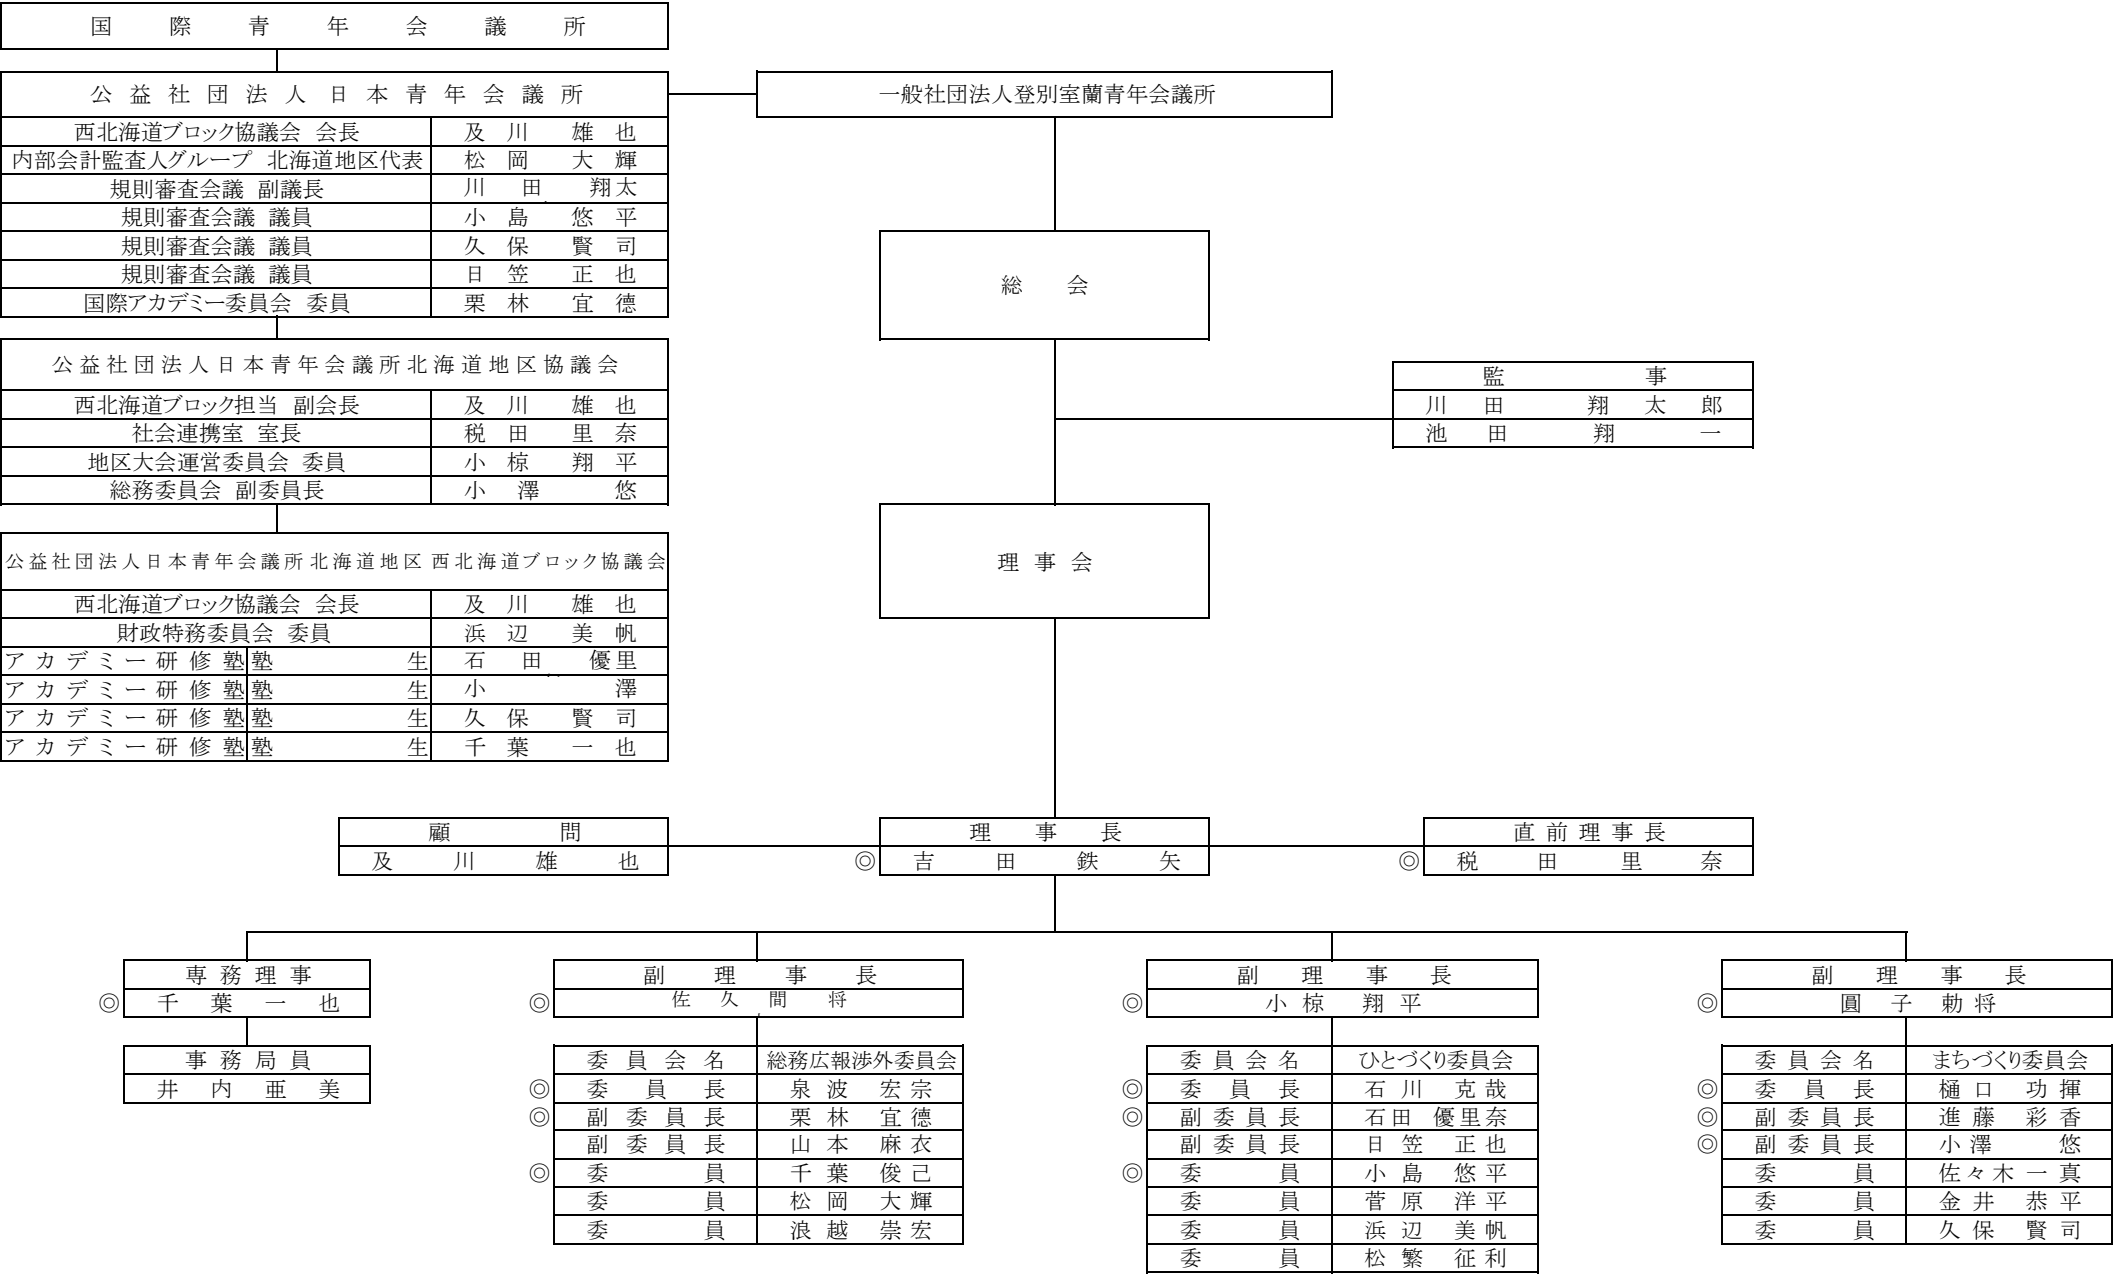 国際青年会議所
公益社団法人日本青年会議所
一般社団法人登別室蘭青年会議所
西北海道ブロック協議会 会長 及川 雄也
内部会計監査人グループ 北海道地区代表 松岡 大輝
規則審査会議 副議長 川田 翔太
規則審査会議 議員 小島 悠平
規則審査会議 議員 久保 賢司
規則審査会議 議員 日笠 正也
国際アカデミー委員会 委員 栗林 宜徳
総会
公益社団法人日本青年会議所北海道地区協議会
西北海道ブロック担当 副会長 及川 雄也
社会連携室 室長 税田 里奈
地区大会運営委員会 委員 小椋 翔平
総務委員会 副委員長 小澤 悠
監事
川田 翔太郎
池田 翔一
公益社団法人日本青年会議所北海道地区 西北海道ブロック協議会
西北海道ブロック協議会 会長 及川 雄也
財政特務委員会 委員 浜辺 美帆
アカデミー研修塾 塾生 石田 優里
アカデミー研修塾 塾生 小澤
アカデミー研修塾 塾生 久保 賢司
アカデミー研修塾 塾生 千葉 一也
理事会
顧問
及川雄也
理事長
◎ 吉田鉄矢
直前理事長
◎ 税田里奈
専務理事
◎ 千葉一也
事務局員
井内亜美
副理事長
◎ 佐久間 将
委員会名 総務広報渉外委員会
◎ 委員長 泉波 宏宗
◎ 副委員長 栗林 宜徳
副委員長 山本 麻衣
◎ 委員 千葉 俊己
委員 松岡 大輝
委員 浪越 崇宏
副理事長
◎ 小椋 翔平
委員会名 ひとづくり委員会
◎ 委員長 石川 克哉
◎ 副委員長 石田 優里奈
副委員長 日笠 正也
◎ 委員 小島 悠平
委員 菅原 洋平
委員 浜辺 美帆
委員 松繁 征利
副理事長
◎ 圓子 勅将
委員会名 まちづくり委員会
◎ 委員長 樋口 功揮
◎ 副委員長 進藤 彩香
◎ 副委員長 小澤 悠
委員 佐々木 一真
委員 金井 恭平
委員 久保 賢司